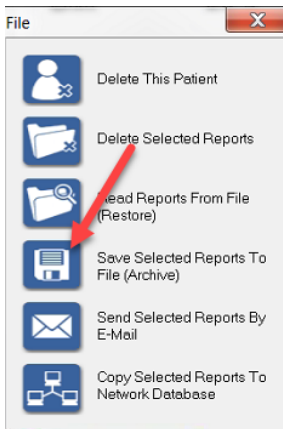 File
Delete This Patient
Delete Selected Reports
Read Reports From File
(Restore)
Save Selected Reports To
File (Archive)
Send Selected Reports By
E-Mail
Copy Selected Reports To
Network Database